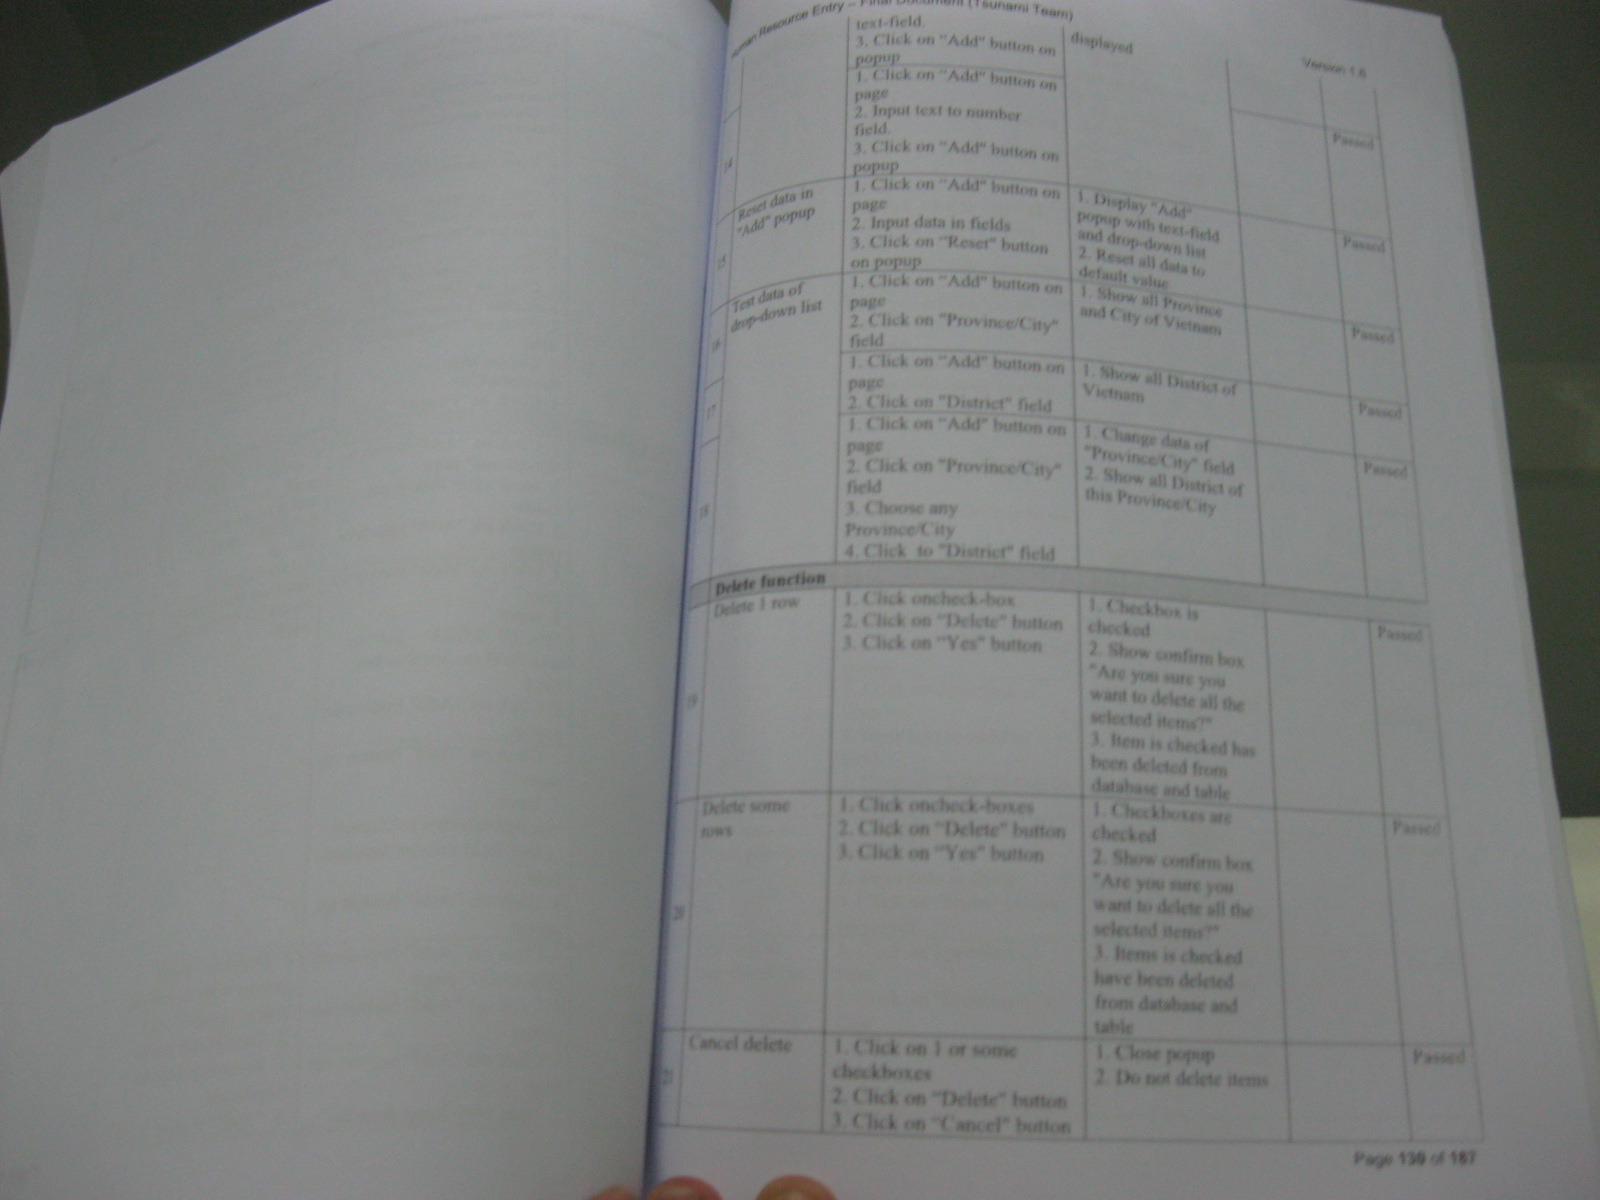 Human Resource Entry – Final Document (Tsunami Team)
Version 1.6
text-field.
3. Click on "Add" button on
popup
displayed
14
1. Click on "Add" button on
page
2. Input text to number
field.
3. Click on "Add" button on
popup
Passed
15
Reset data in
"Add" popup
1. Click on "Add" button on
page
2. Input data in fields
3. Click on "Reset" button
on popup
1. Display "Add"
popup with text-field
and drop-down list
2. Reset all data to
default value
Passed
16
Test data of
drop-down list
1. Click on "Add" button on
page
2. Click on "Province/City"
field
1. Show all Province
and City of Vietnam
Passed
17
1. Click on "Add" button on
page
2. Click on "District" field
1. Show all District of
Vietnam
Passed
18
1. Click on "Add" button on
page
2. Click on "Province/City"
field
3. Choose any
Province/City
4. Click to "District" field
1. Change data of
"Province/City" field
2. Show all District of
this Province/City
Passed
Delete function
19
Delete 1 row
1. Click oncheck-box
2. Click on "Delete" button
3. Click on "Yes" button
1. Checkbox is
checked
2. Show confirm box
"Are you sure you
want to delete all the
selected items?"
3. Item is checked has
been deleted from
database and table
Passed
20
Delete some
rows
1. Click oncheck-boxes
2. Click on "Delete" button
3. Click on "Yes" button
1. Checkboxes are
checked
2. Show confirm box
"Are you sure you
want to delete all the
selected items?"
3. Items is checked
have been deleted
from database and
table
Passed
21
Cancel delete
1. Click on 1 or some
checkboxes
2. Click on "Delete" button
3. Click on "Cancel" button
1. Close popup
2. Do not delete items
Passed
Page 130 of 187